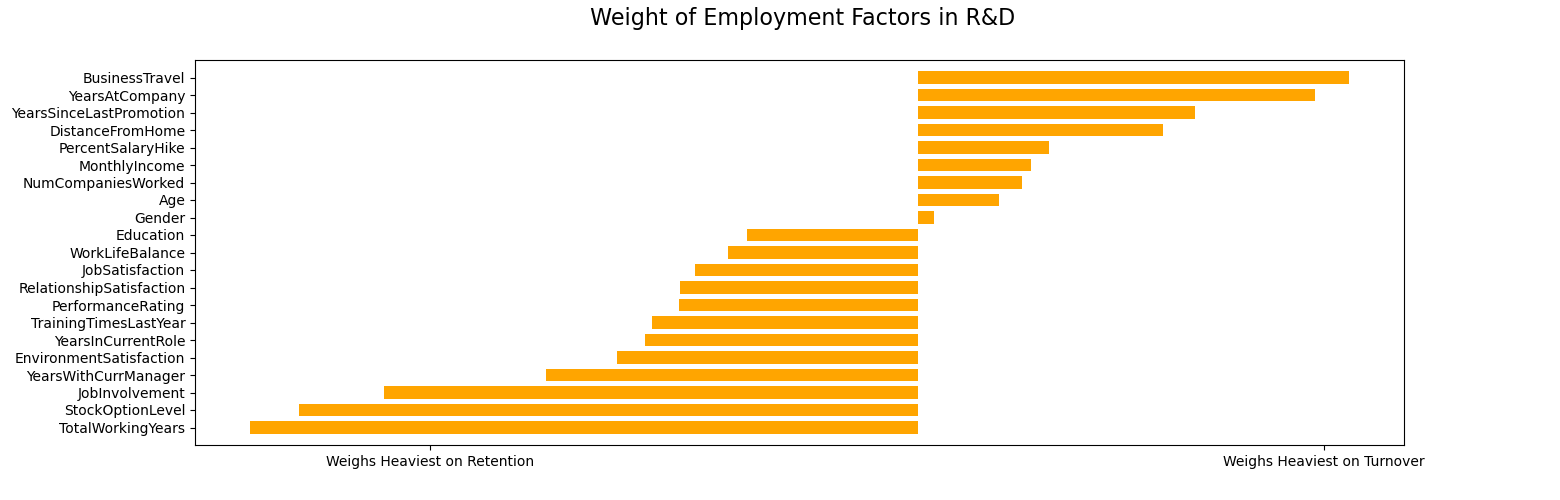 Weight of Employment Factors in R&D
BusinessTravel
YearsAtCompany
YearsSinceLastPromotion
DistanceFromHome
PercentSalaryHike
MonthlyIncome
NumCompaniesWorked
Age
Gender
Education
WorkLifeBalance
JobSatisfaction
RelationshipSatisfaction
PerformanceRating
TrainingTimesLastYear
YearsInCurrentRole
EnvironmentSatisfaction
YearsWithCurrManager
JobInvolvement
StockOptionLevel
TotalWorkingYears
Weighs Heaviest on Retention
Weighs Heaviest on Turnover